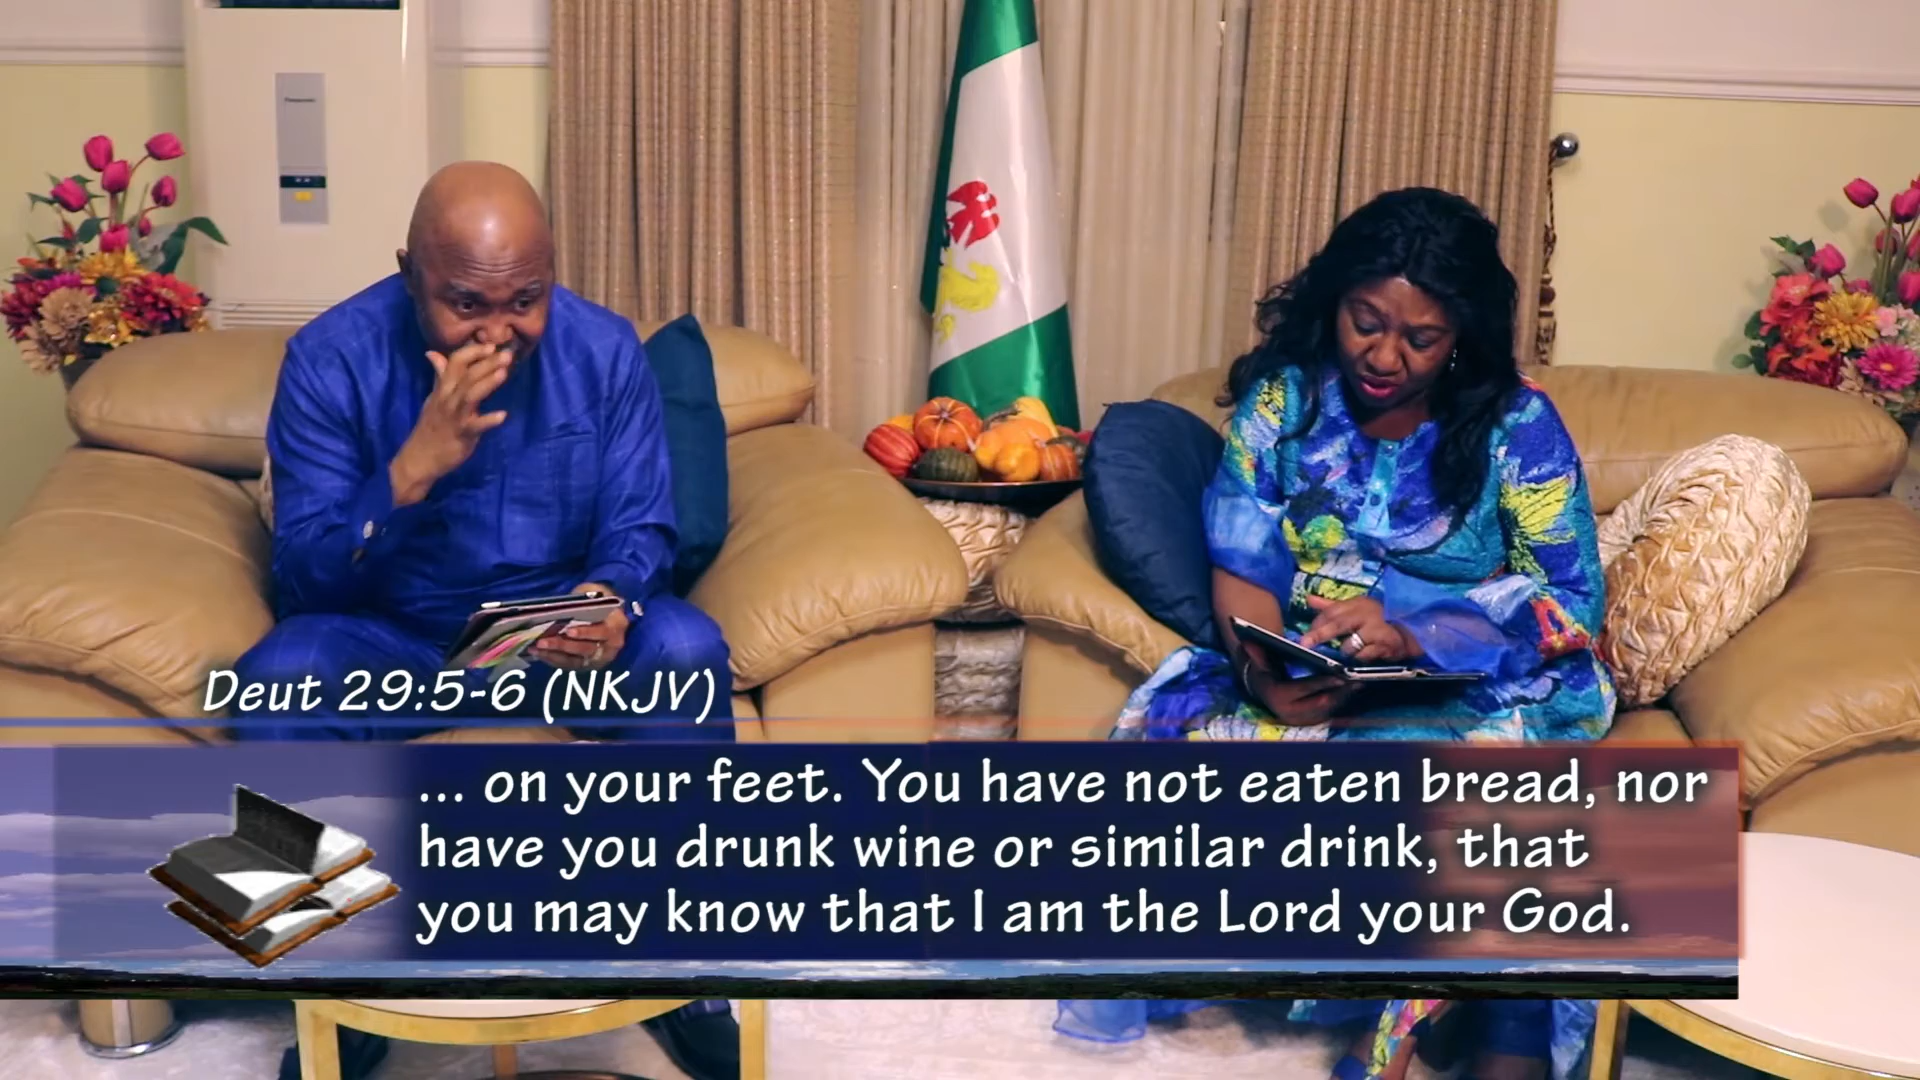 Panasonic
Deut 29:5-6 (NKJV)
... on your feet. You have not eaten bread, nor
have you drunk wine or similar drink, that
you may know that I am the Lord your God.